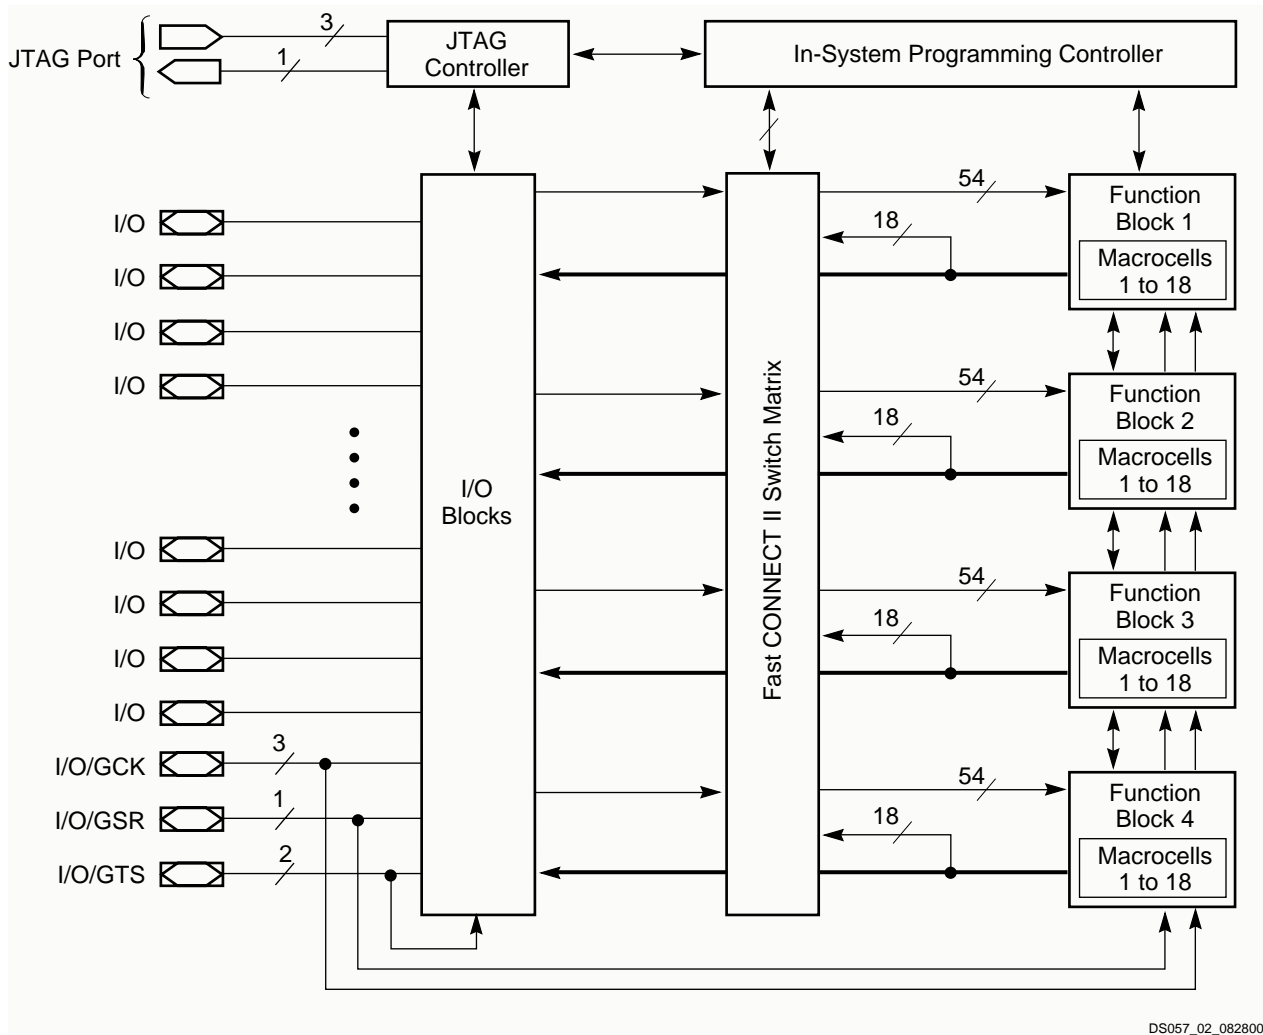 JTAG Port
3
1
JTAG
Controller
In-System Programming Controller
I/O
I/O
I/O
I/O
I/O
I/O
I/O
I/O
I/O/GCK
3
I/O/GSR
1
I/O/GTS
2
I/O
Blocks
Fast CONNECT II Switch Matrix
54
18
Function
Block 1
Macrocells
1 to 18
54
18
Function
Block 2
Macrocells
1 to 18
54
18
Function
Block 3
Macrocells
1 to 18
54
18
Function
Block 4
Macrocells
1 to 18
DS057_02_082800